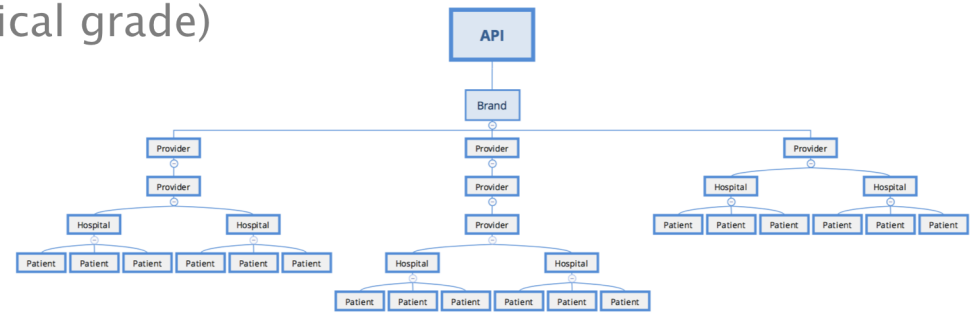 ical grade)
API
Brand
Provider Provider Provider
Provider Provider Hospital Hospital
Hospital Hospital Provider Patient Patient Patient Patient Patient Patient
Patient Patient Patient Patient Patient Patient Hospital Hospital
Patient Patient Patient Patient Patient Patient